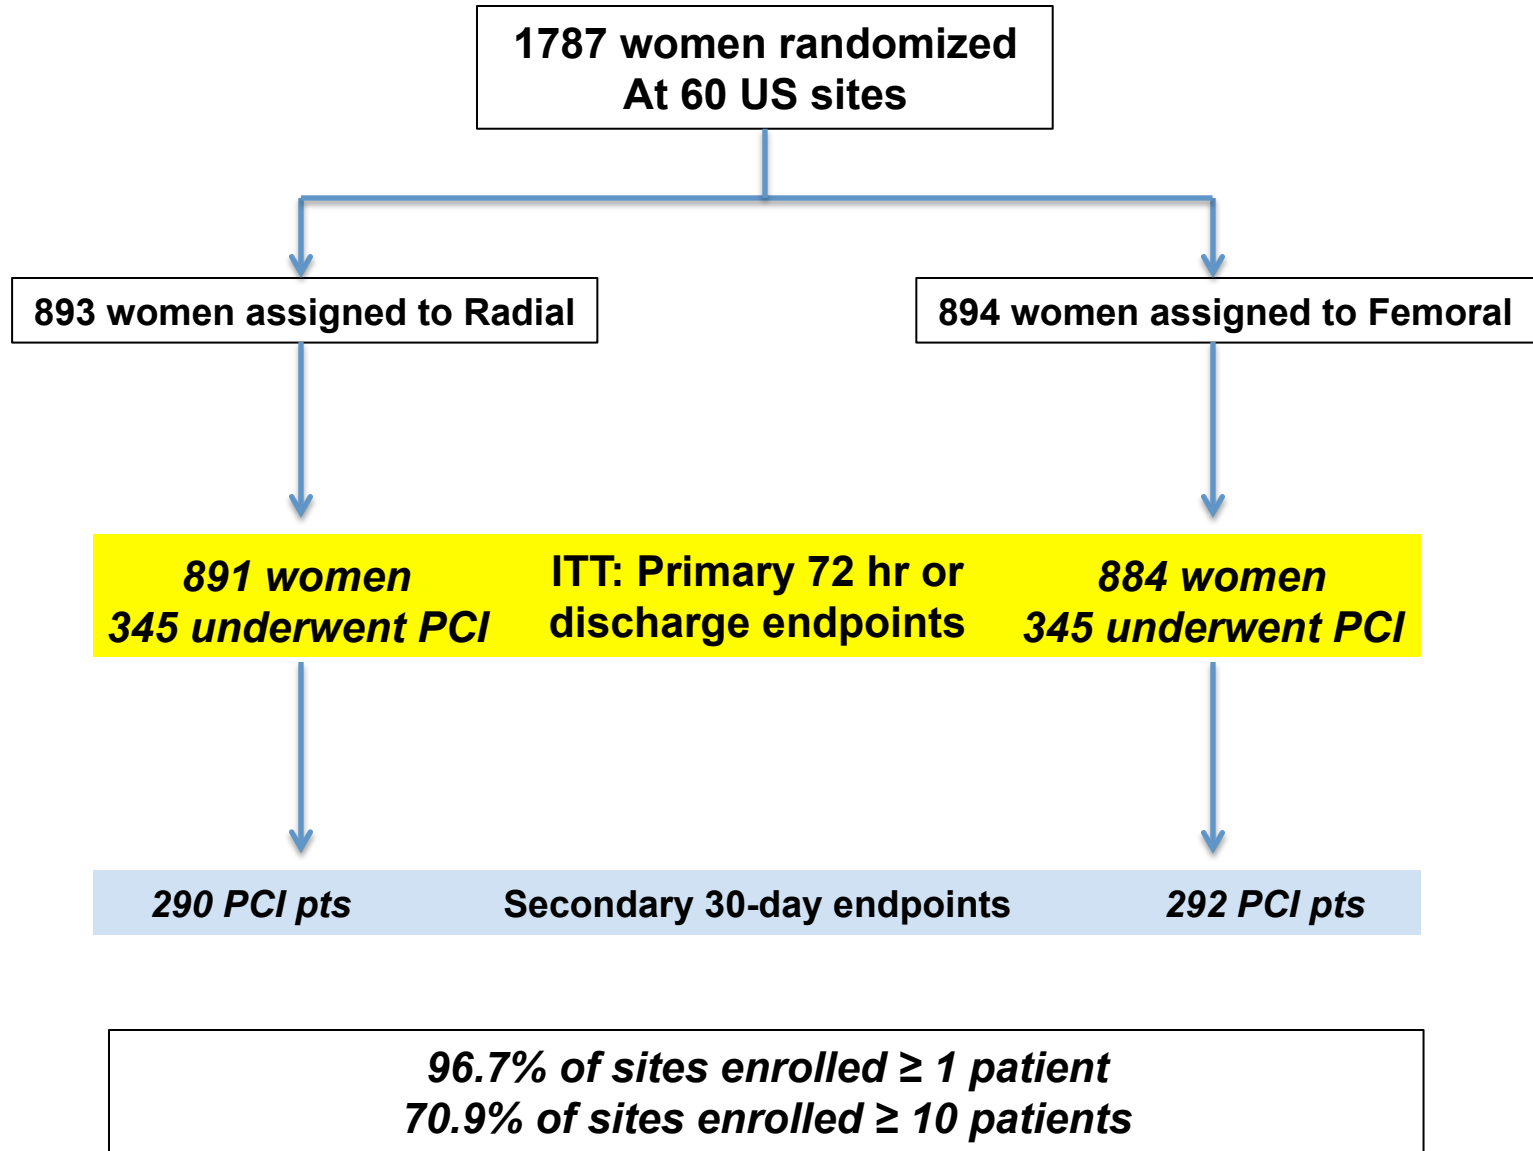 1787 women randomized
At 60 US sites
893 women assigned to Radial
894 women assigned to Femoral
891 women
345 underwent PCI
ITT: Primary 72 hr or
discharge endpoints
884 women
345 underwent PCI
290 PCI pts
Secondary 30-day endpoints
292 PCI pts
96.7% of sites enrolled ≥ 1 patient
70.9% of sites enrolled ≥ 10 patients